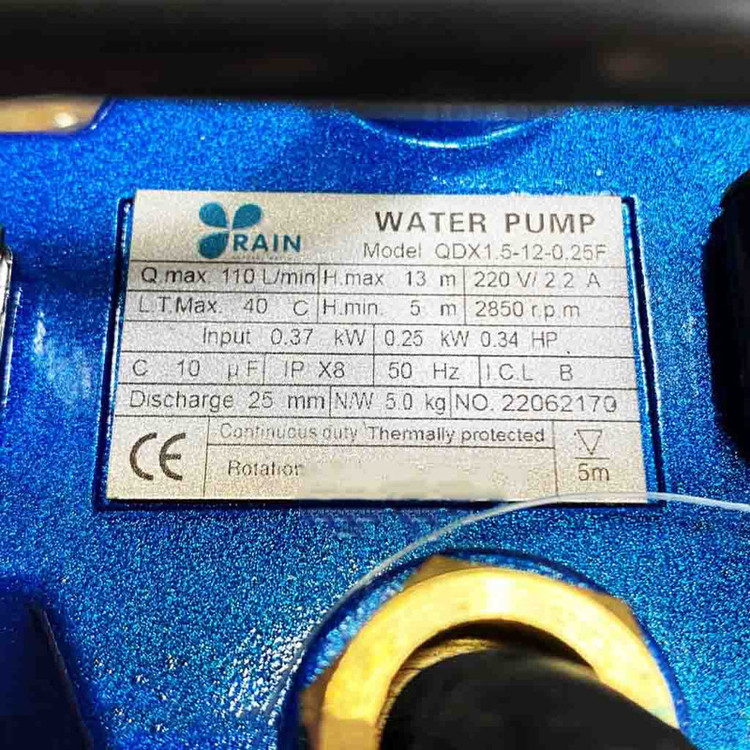 RAIN
WATER PUMP
Model QDX1.5-12-0.25F
Q.max. 110 L/min H.max 13 m 220 V/ 2.2 A
L.T.Max. 40 C H.min. 5 m 2850 r.p.m
Input 0.37 kW 0.25 kW 0.34 HP
C 10 µF IP X8 50 Hz I.C.L B
Discharge 25 mm N/W 5.0 kg NO. 22062170
CE Continuous duty Thermally protected
Rotation 5m